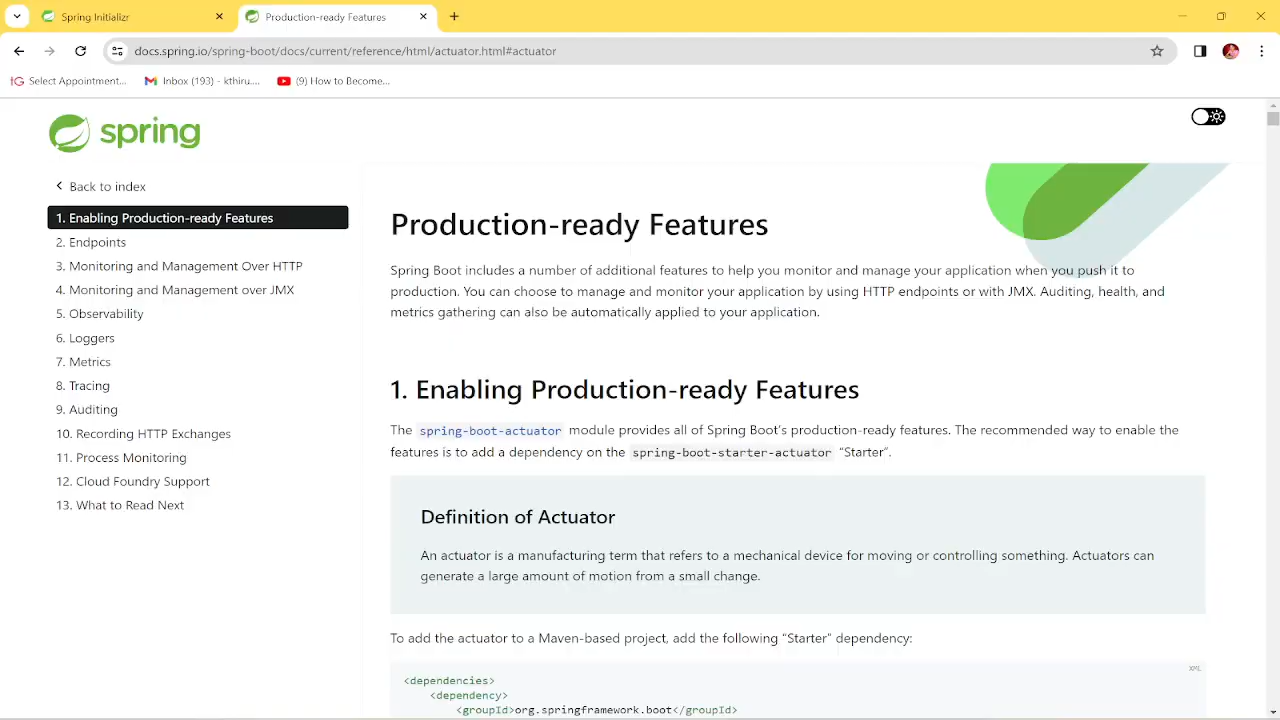 Spring Initializr
Production-ready Features
docs.spring.io/spring-boot/docs/current/reference/html/actuator.html#actuator
Select Appointment...
Inbox (193) - kthiru....
(9) How to Become...
spring
Back to index
1. Enabling Production-ready Features
2. Endpoints
3. Monitoring and Management Over HTTP
4. Monitoring and Management over JMX
5. Observability
6. Loggers
7. Metrics
8. Tracing
9. Auditing
10. Recording HTTP Exchanges
11. Process Monitoring
12. Cloud Foundry Support
13. What to Read Next
Production-ready Features
Spring Boot includes a number of additional features to help you monitor and manage your application when you push it to
production. You can choose to manage and monitor your application by using HTTP endpoints or with JMX. Auditing, health, and
metrics gathering can also be automatically applied to your application.
1. Enabling Production-ready Features
The spring-boot-actuator module provides all of Spring Boot’s production-ready features. The recommended way to enable the
features is to add a dependency on the spring-boot-starter-actuator “Starter”.
Definition of Actuator
An actuator is a manufacturing term that refers to a mechanical device for moving or controlling something. Actuators can
generate a large amount of motion from a small change.
To add the actuator to a Maven-based project, add the following “Starter” dependency:
XML
<dependencies>
<dependency>
<groupId>org.springframework.boot</groupId>